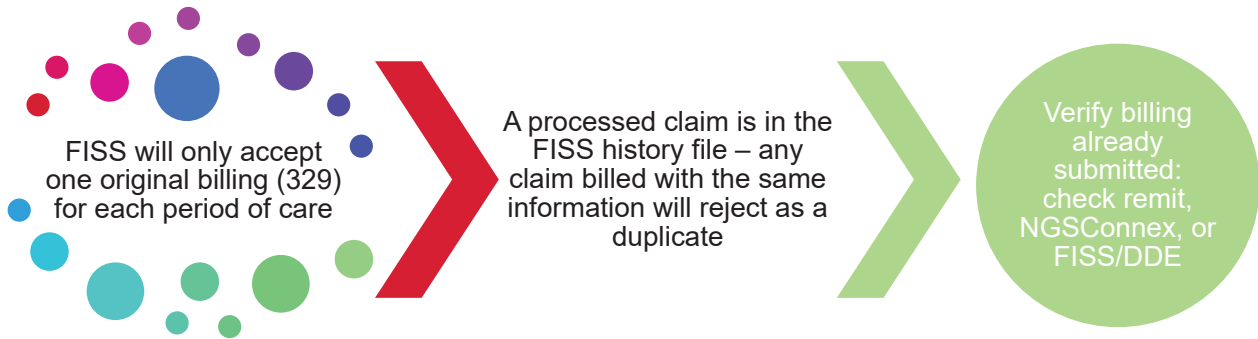 FISS will only accept
one original billing (329)
for each period of care
A processed claim is in the
FISS history file – any
claim billed with the same
information will reject as a
duplicate
Verify billing
already
submitted:
check remit,
NGSConnex, or
FISS/DDE